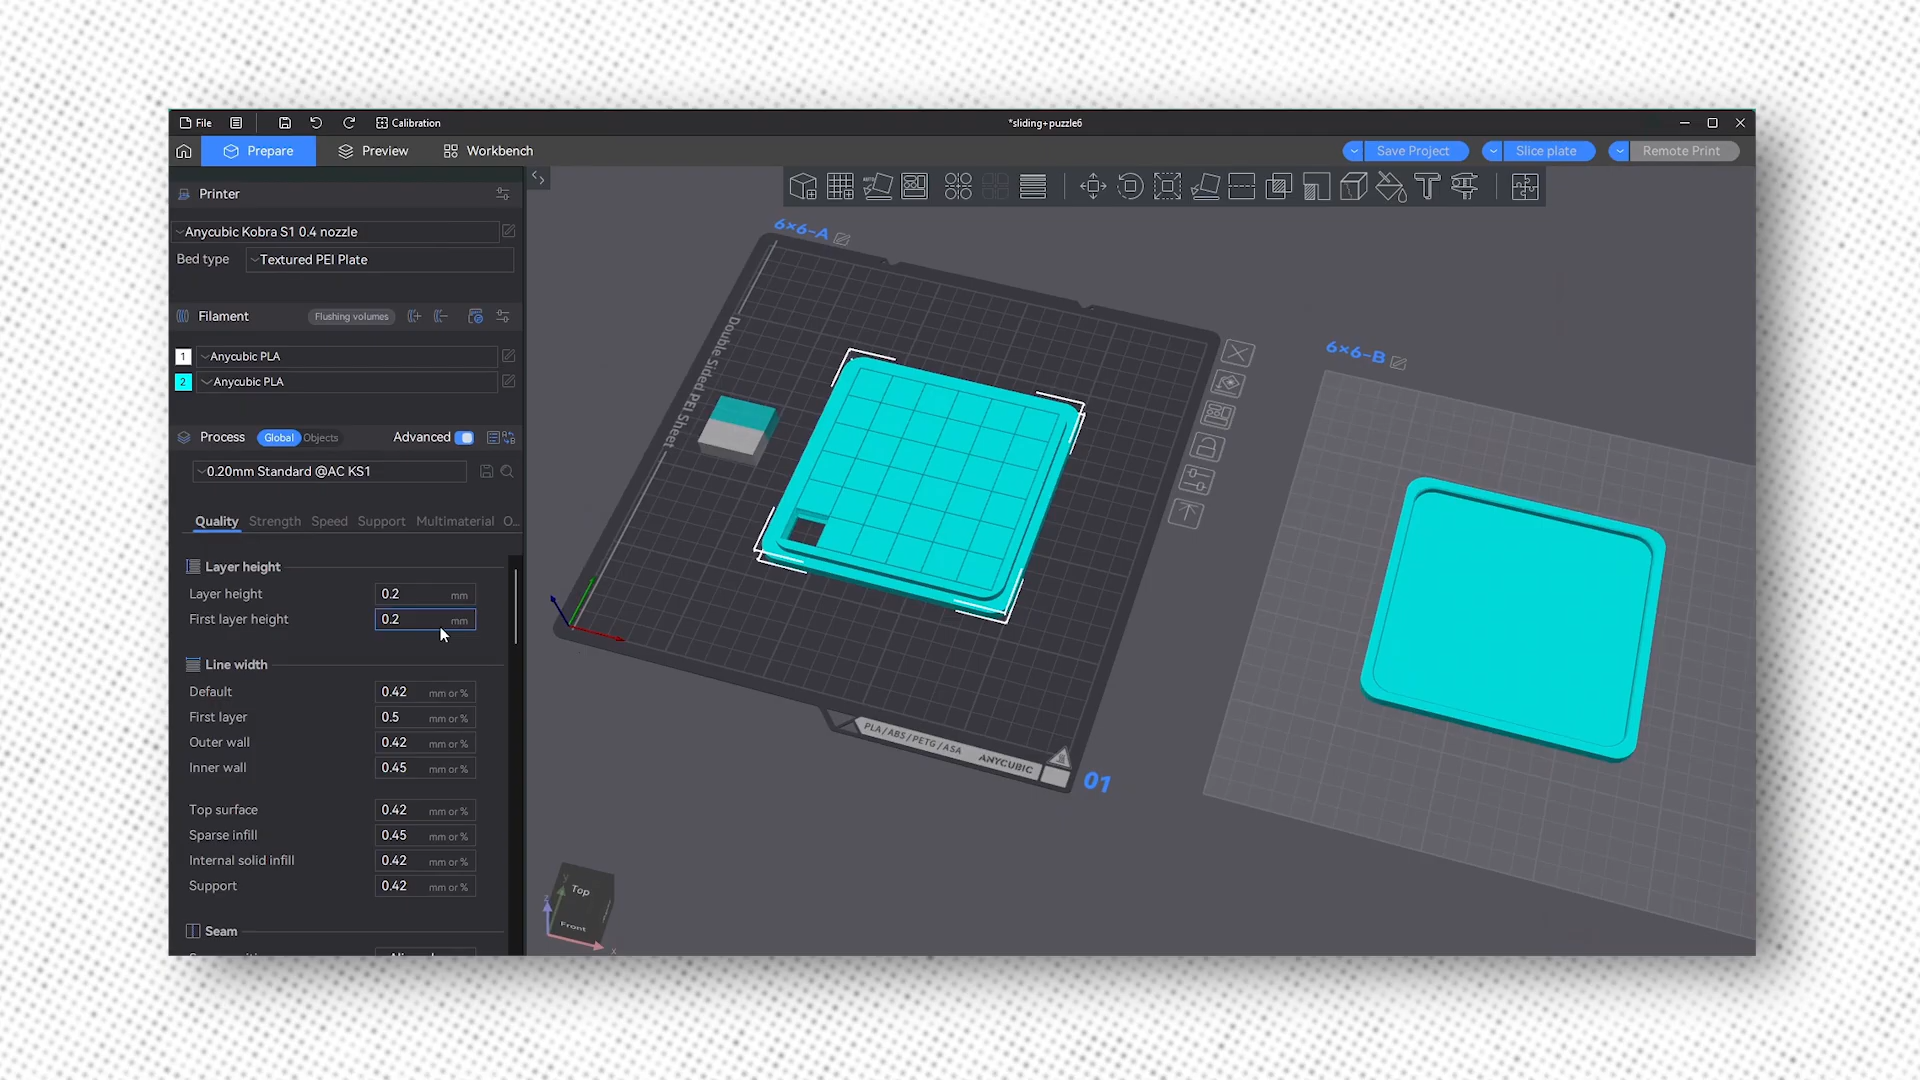 File
Calibration
*sliding+puzzle6
Prepare
Preview
Workbench
Save Project
Slice plate
Remote Print
Printer
Anycubic Kobra S1 0.4 nozzle
Bed type
Textured PEI Plate
Filament
Flushing volumes
1
Anycubic PLA
2
Anycubic PLA
Process
Global
Objects
Advanced
0.20mm Standard @AC KS1
Quality
Strength
Speed
Support
Multimaterial
O...
Layer height
Layer height 0.2 mm
First layer height 0.2 mm
Line width
Default 0.42 mm or %
First layer 0.5 mm or %
Outer wall 0.42 mm or %
Inner wall 0.45 mm or %
Top surface 0.42 mm or %
Sparse infill 0.45 mm or %
Internal solid infill 0.42 mm or %
Support 0.42 mm or %
Seam
6x6-A
Double Sided PEI Sheet
PLA/ABS/PETG/ASA
ANYCUBIC
01
6x6-B
Top
Front